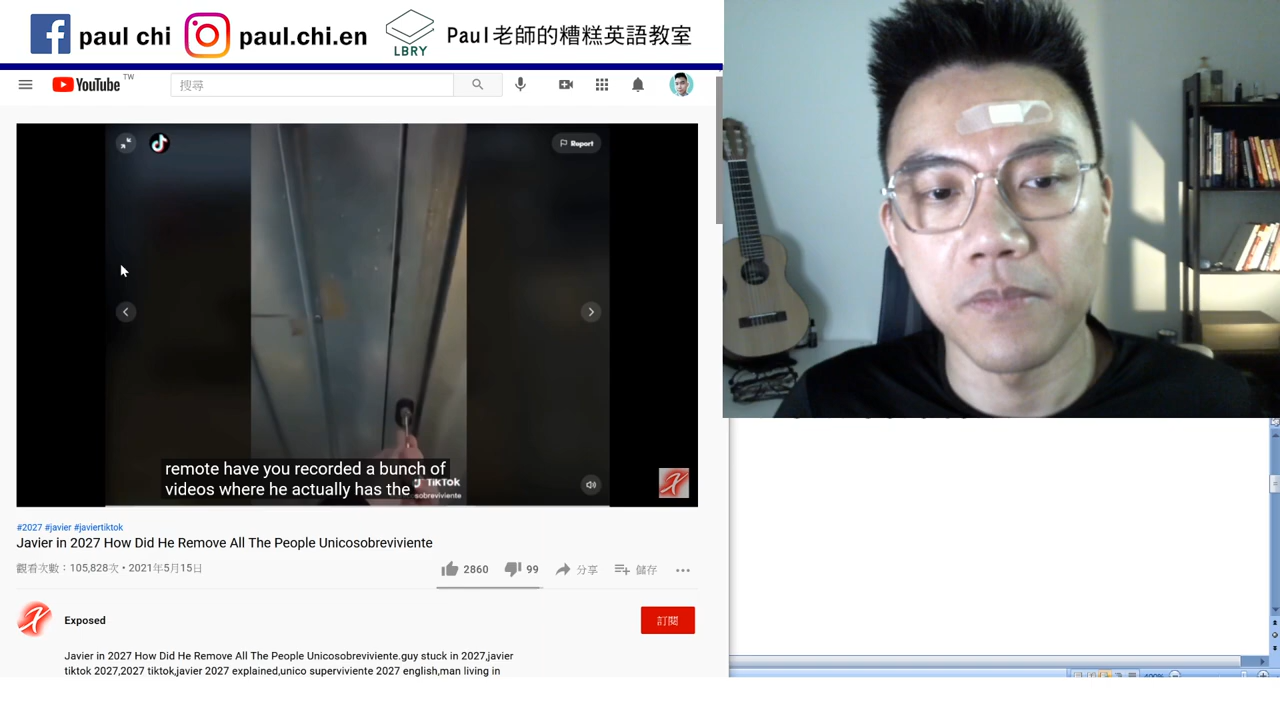 paul chi paul.chi.en LBRY Paul老師的糟糕英語教室
YouTube TW 搜尋
Report
remote have you recorded a bunch of
videos where he actually has the
TikTok
sobreviviente
#2027 #javier #javiertiktok
Javier in 2027 How Did He Remove All The People Unicosobreviviente
觀看次數：105,828次 • 2021年5月15日 2860 99 分享 儲存
Exposed 訂閱
Javier in 2027 How Did He Remove All The People Unicosobreviviente.guy stuck in 2027,javier
tiktok 2027,2027 tiktok,javier 2027 explained,unico superviviente 2027 english,man living in